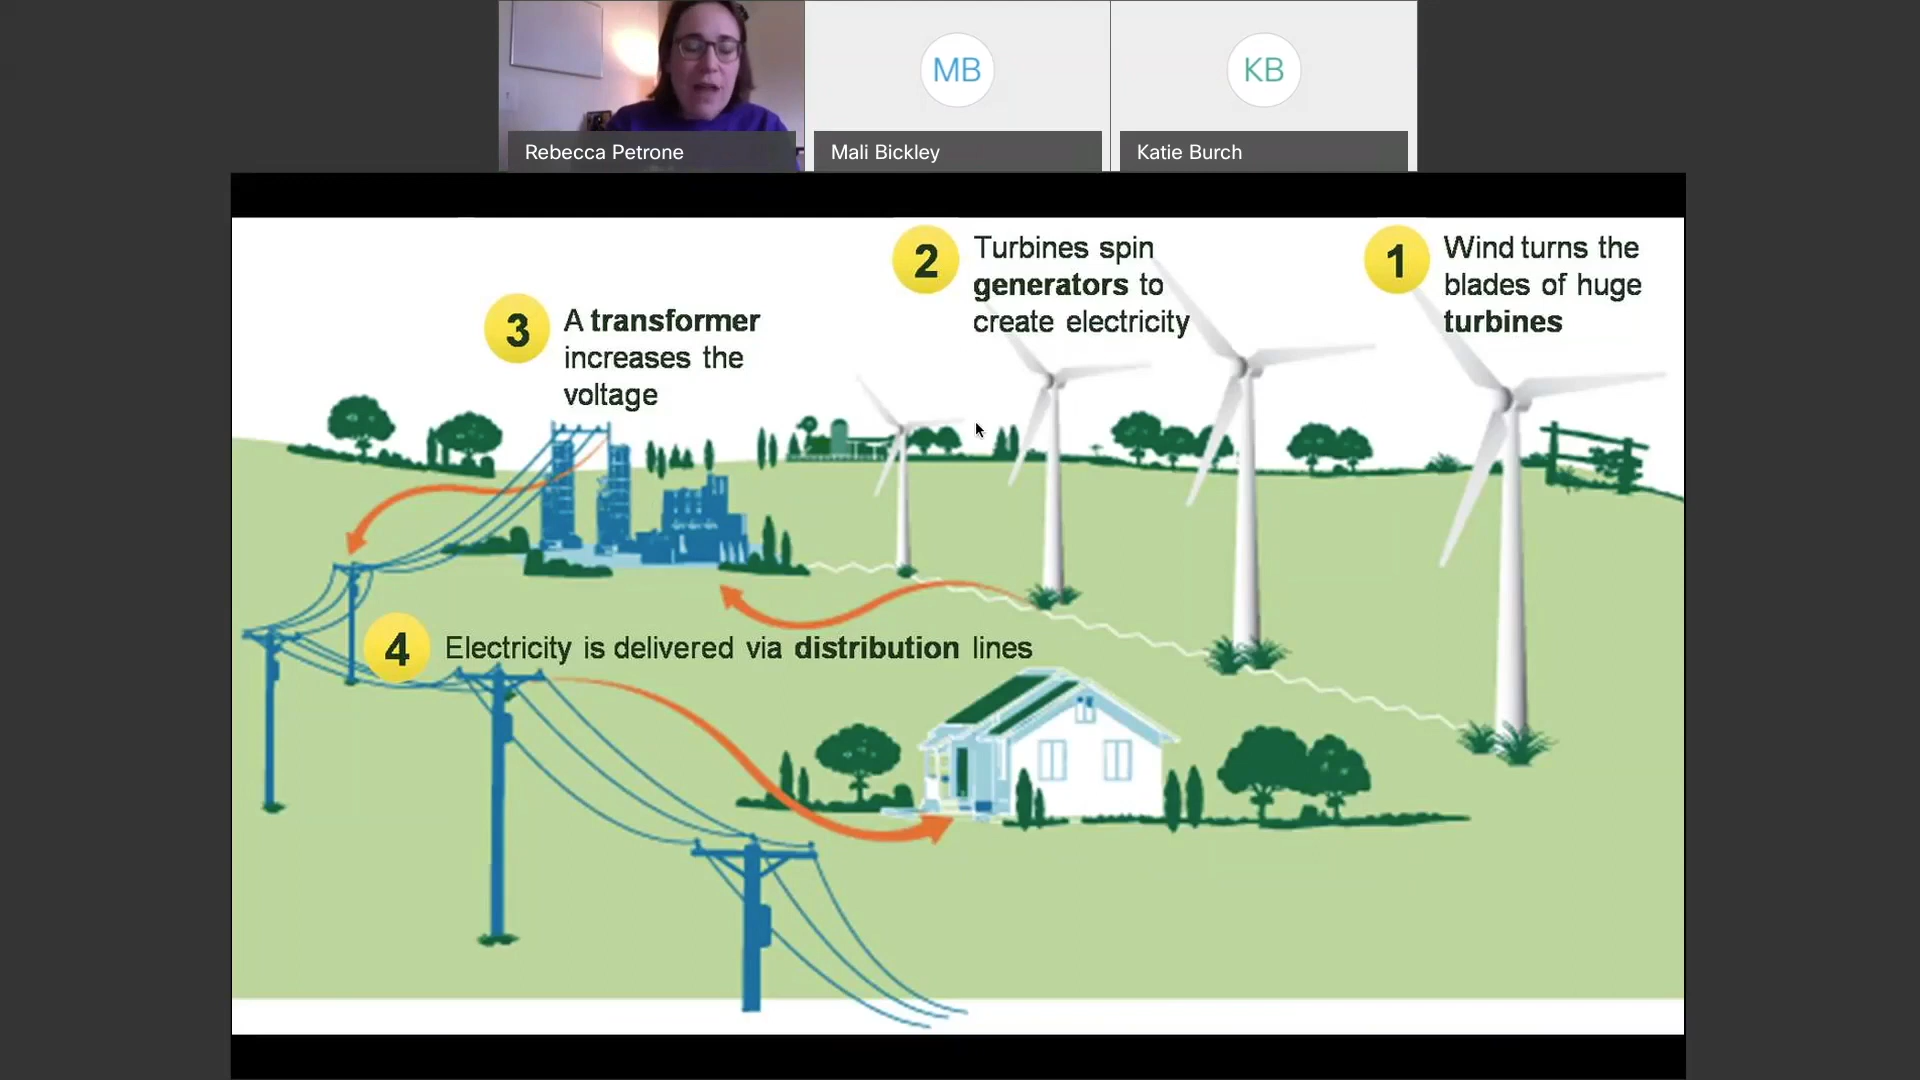 MB
KB
Rebecca Petrone
Mali Bickley
Katie Burch
1
Wind turns the
blades of huge
turbines
2
Turbines spin
generators to
create electricity
3
A transformer
increases the
voltage
4
Electricity is delivered via distribution lines